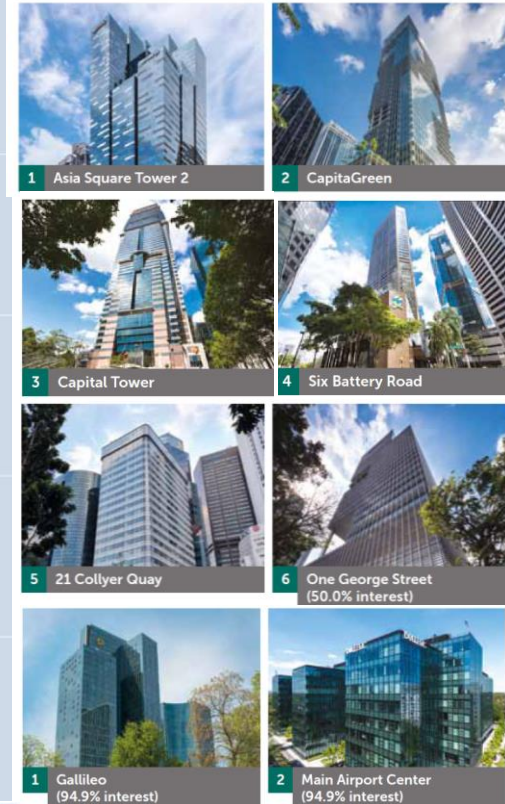 1 Asia Square Tower 2
2 CapitaGreen
3 Capital Tower
4 Six Battery Road
5 21 Collyer Quay
6 One George Street
(50.0% interest)
1 Gallileo
(94.9% interest)
2 Main Airport Center
(94.9% interest)